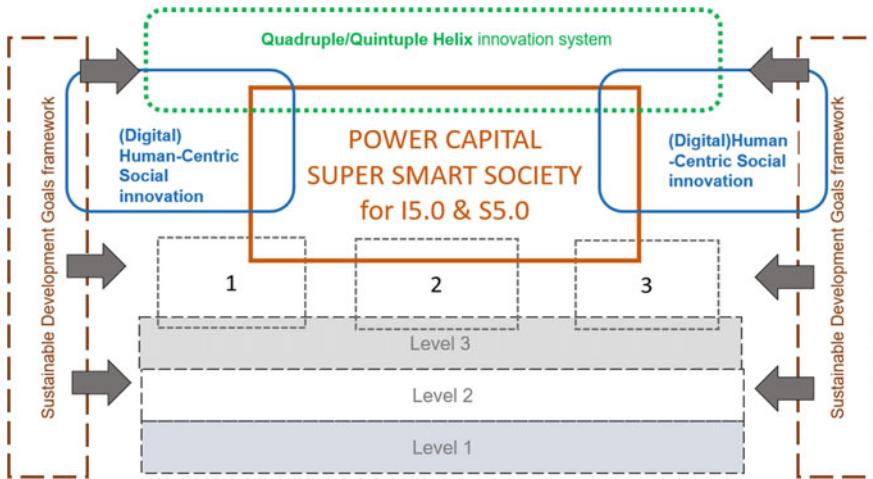 Quadruple/Quintuple Helix innovation system
Sustainable Development Goals framework
(Digital)
Human-Centric
Social
innovation
POWER CAPITAL
SUPER SMART SOCIETY
for I5.0 & S5.0
(Digital)Human
-Centric Social
innovation
Sustainable Development Goals framework
1
2
3
Level 3
Level 2
Level 1